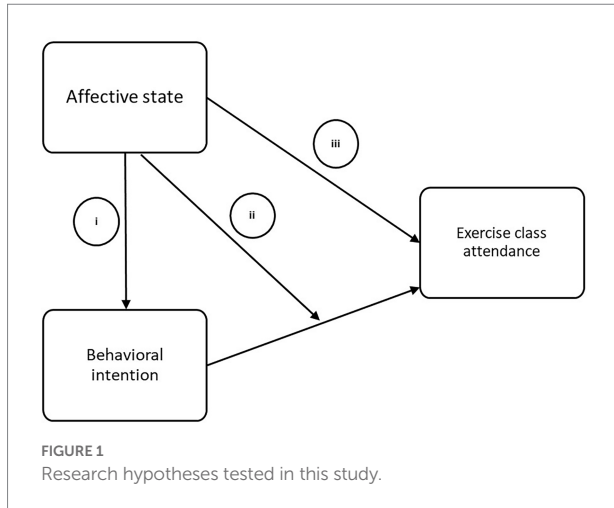 Affective state
iii
i
ii
Exercise class
attendance
Behavioral
intention
FIGURE 1
Research hypotheses tested in this study.